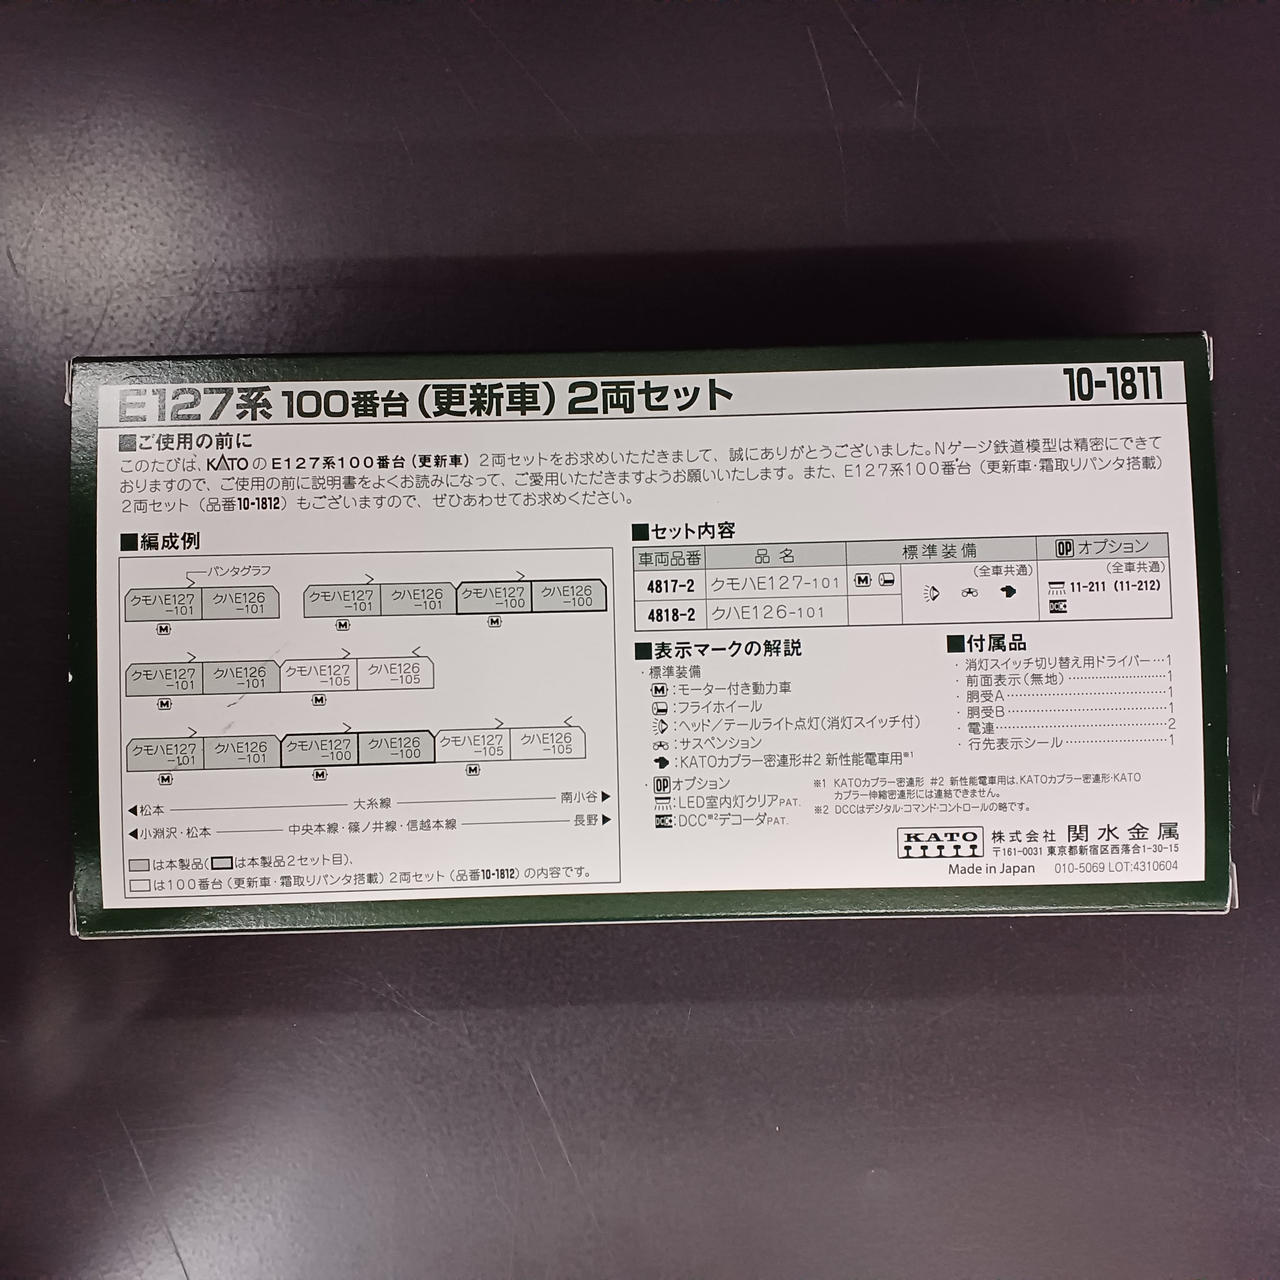 E127系 100番台（更新車）2両セット
10-1811
■ご使用の前に
このたびは、KATOのE127系100番台（更新車）2両セットをお求めいただきまして、誠にありがとうございました。Nゲージ鉄道模型は精密にできて
おりますので、ご使用の前に説明書をよくお読みになって、ご愛用いただきますようお願いいたします。また、E127系100番台（更新車・霜取りパンタ搭載）
2両セット（品番10-1812）もございますので、ぜひあわせてお求めください。
■編成例
パンタグラフ
クモハE127-101 クハE126-101
クモハE127-101 クハE126-101 クモハE127-100 クハE126-100
M M M
クモハE127-101 クハE126-101 クモハE127-105 クハE126-105
M M
クモハE127-101 クハE126-101 クモハE127-100 クハE126-100 クモハE127-105 クハE126-105
M M M
◀松本 大糸線 南小谷▶
◀小淵沢・松本 中央本線・篠ノ井線・信越本線 長野▶
は本製品（は本製品2セット目）、
は100番台（更新車・霜取りパンタ搭載）2両セット（品番10-1812）の内容です。
■セット内容
車両品番 品名 標準装備 OP オプション
4817-2 クモハE127-101 M （全車共通） （全車共通）
11-211（11-212）
4818-2 クハE126-101 DCC
■表示マークの解説
・標準装備
M：モーター付き動力車
：フライホイール
：ヘッド／テールライト点灯（消灯スイッチ付）
：サスペンション
：KATOカプラー密連形#2 新性能電車用※1
・OPオプション
：LED室内灯クリアPAT.
DCC：DCC※2デコーダPAT.
■付属品
・消灯スイッチ切り替え用ドライバー…1
・前面表示（無地）…1
・胴受A…1
・胴受B…1
・電連…2
・行先表示シール…1
※1 KATOカプラー密連形 #2 新性能電車用は、KATOカプラー密連形・KATO
カプラー伸縮密連形には連結できません。
※2 DCCはデジタル・コマンド・コントロールの略です。
KATO 株式会社 関水金属
〒161-0031 東京都新宿区西落合1-30-15
Made in Japan 010-5069 LOT:4310604